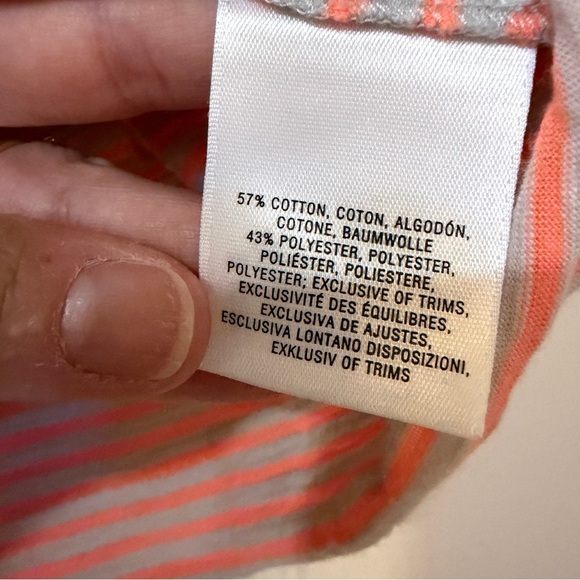 57% COTTON, COTON, ALGODÓN,
COTONE, BAUMWOLLE
43% POLYESTER, POLYESTER,
POLIÉSTER, POLIESTERE,
POLYESTER; EXCLUSIVE OF TRIMS,
EXCLUSIVITÉ DES ÉQUILIBRES,
EXCLUSIVA DE AJUSTES,
ESCLUSIVA LONTANO DISPOSIZIONI,
EXKLUSIV OF TRIMS